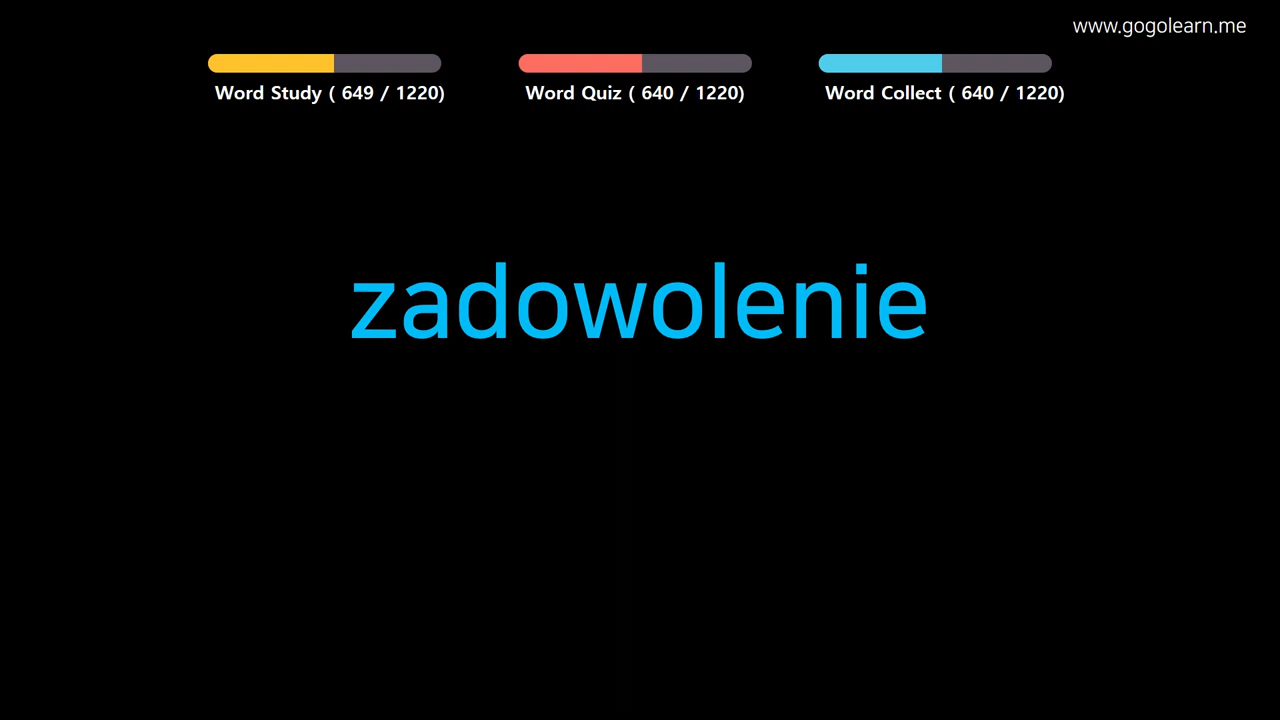 www.gogolearn.me
Word Study ( 649 / 1220)
Word Quiz ( 640 / 1220)
Word Collect ( 640 / 1220)
zadowolenie